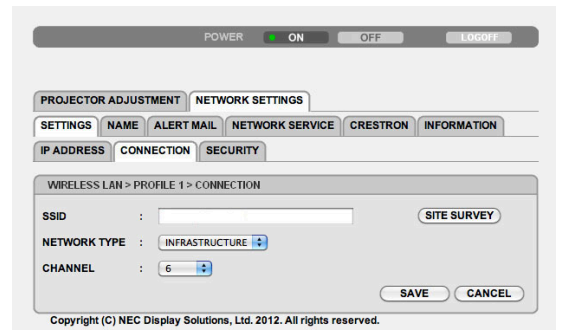 POWER ON OFF LOGOFF
PROJECTOR ADJUSTMENT NETWORK SETTINGS
SETTINGS NAME ALERT MAIL NETWORK SERVICE CRESTRON INFORMATION
IP ADDRESS CONNECTION SECURITY
WIRELESS LAN > PROFILE 1 > CONNECTION
SSID : SITE SURVEY
NETWORK TYPE : INFRASTRUCTURE
CHANNEL : 6
SAVE CANCEL
Copyright (C) NEC Display Solutions, Ltd. 2012. All rights reserved.